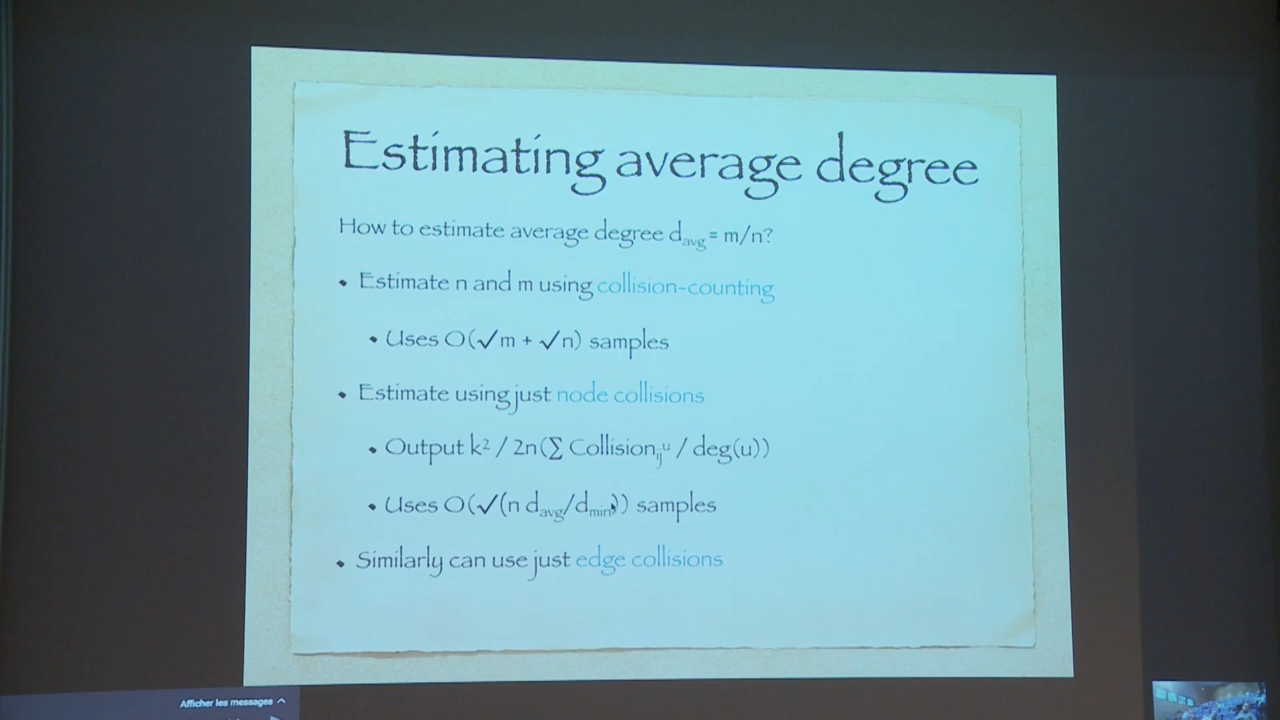 Estimating average degree
How to estimate average degree d_avg = m/n?
• Estimate n and m using collision-counting
• Uses O(√m + √n) samples
• Estimate using just node collisions
• Output k² / 2n(∑ Collision_ij^u / deg(u))
• Uses O(√(n d_avg/d_min)) samples
• Similarly can use just edge collisions
Afficher les messages